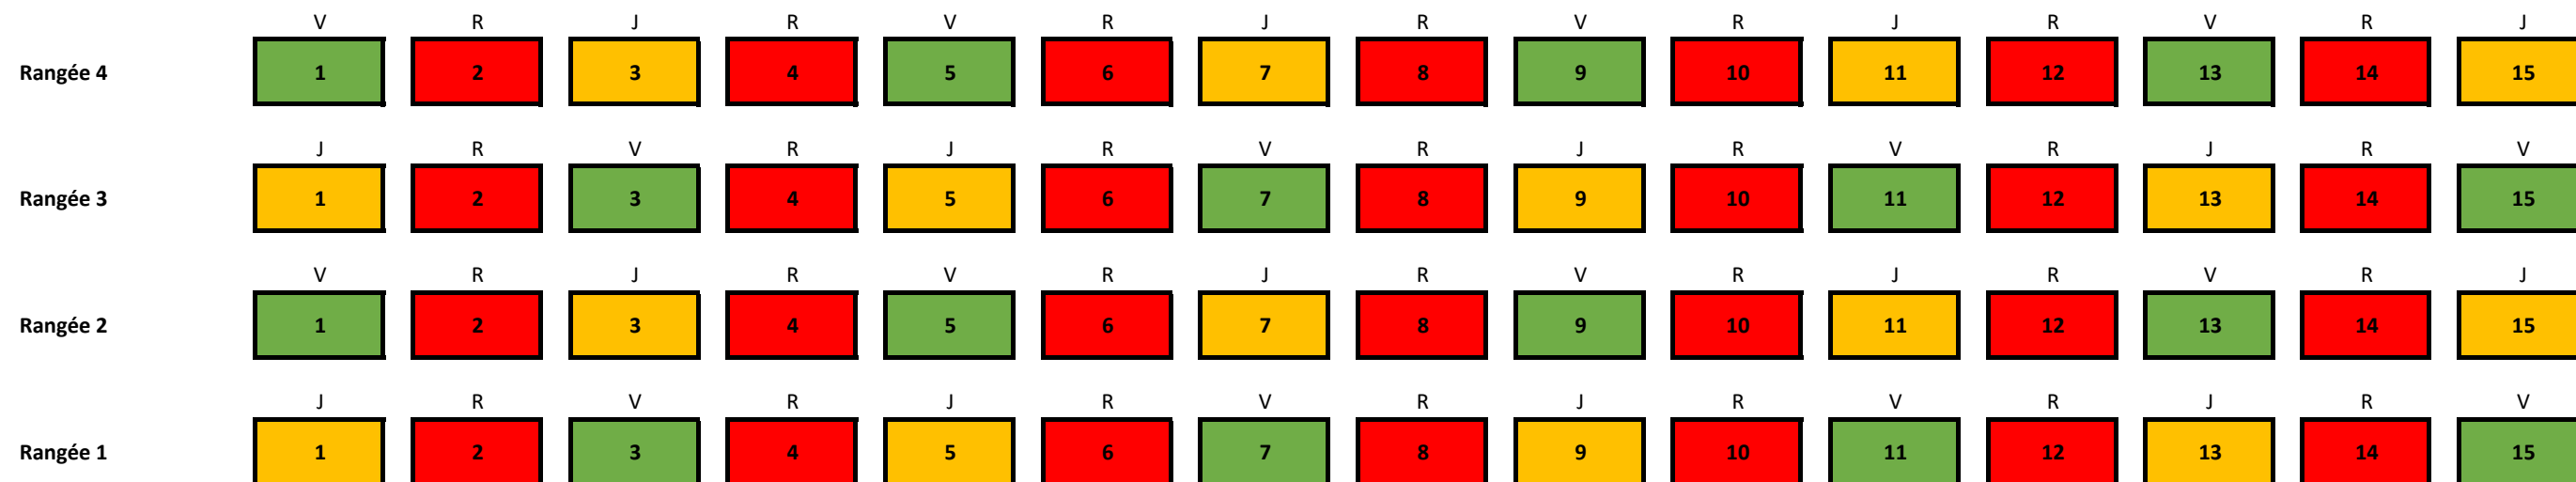 V R J R V R J R V R J R V R J
Rangée 4 1 2 3 4 5 6 7 8 9 10 11 12 13 14 15
J R V R J R V R J R V R J R V
Rangée 3 1 2 3 4 5 6 7 8 9 10 11 12 13 14 15
V R J R V R J R V R J R V R J
Rangée 2 1 2 3 4 5 6 7 8 9 10 11 12 13 14 15
J R V R J R V R J R V R J R V
Rangée 1 1 2 3 4 5 6 7 8 9 10 11 12 13 14 15